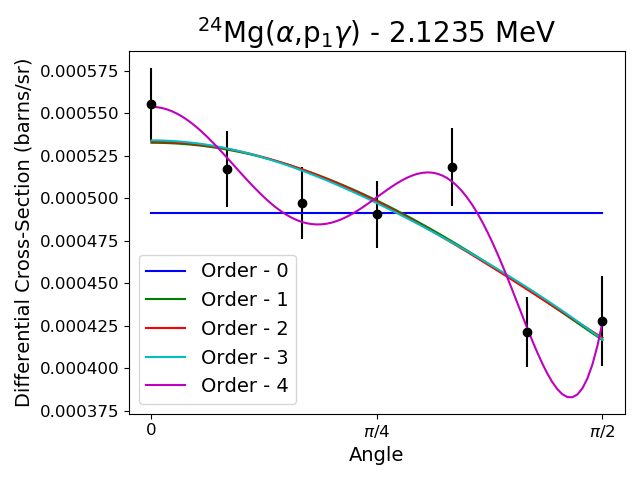 ²⁴Mg(α,p₁γ) - 2.1235 MeV
Differential Cross-Section (barns/sr)
0.000575
0.000550
0.000525
0.000500
0.000475
0.000450
0.000425
0.000400
0.000375
Order - 0
Order - 1
Order - 2
Order - 3
Order - 4
0 π/4 π/2
Angle